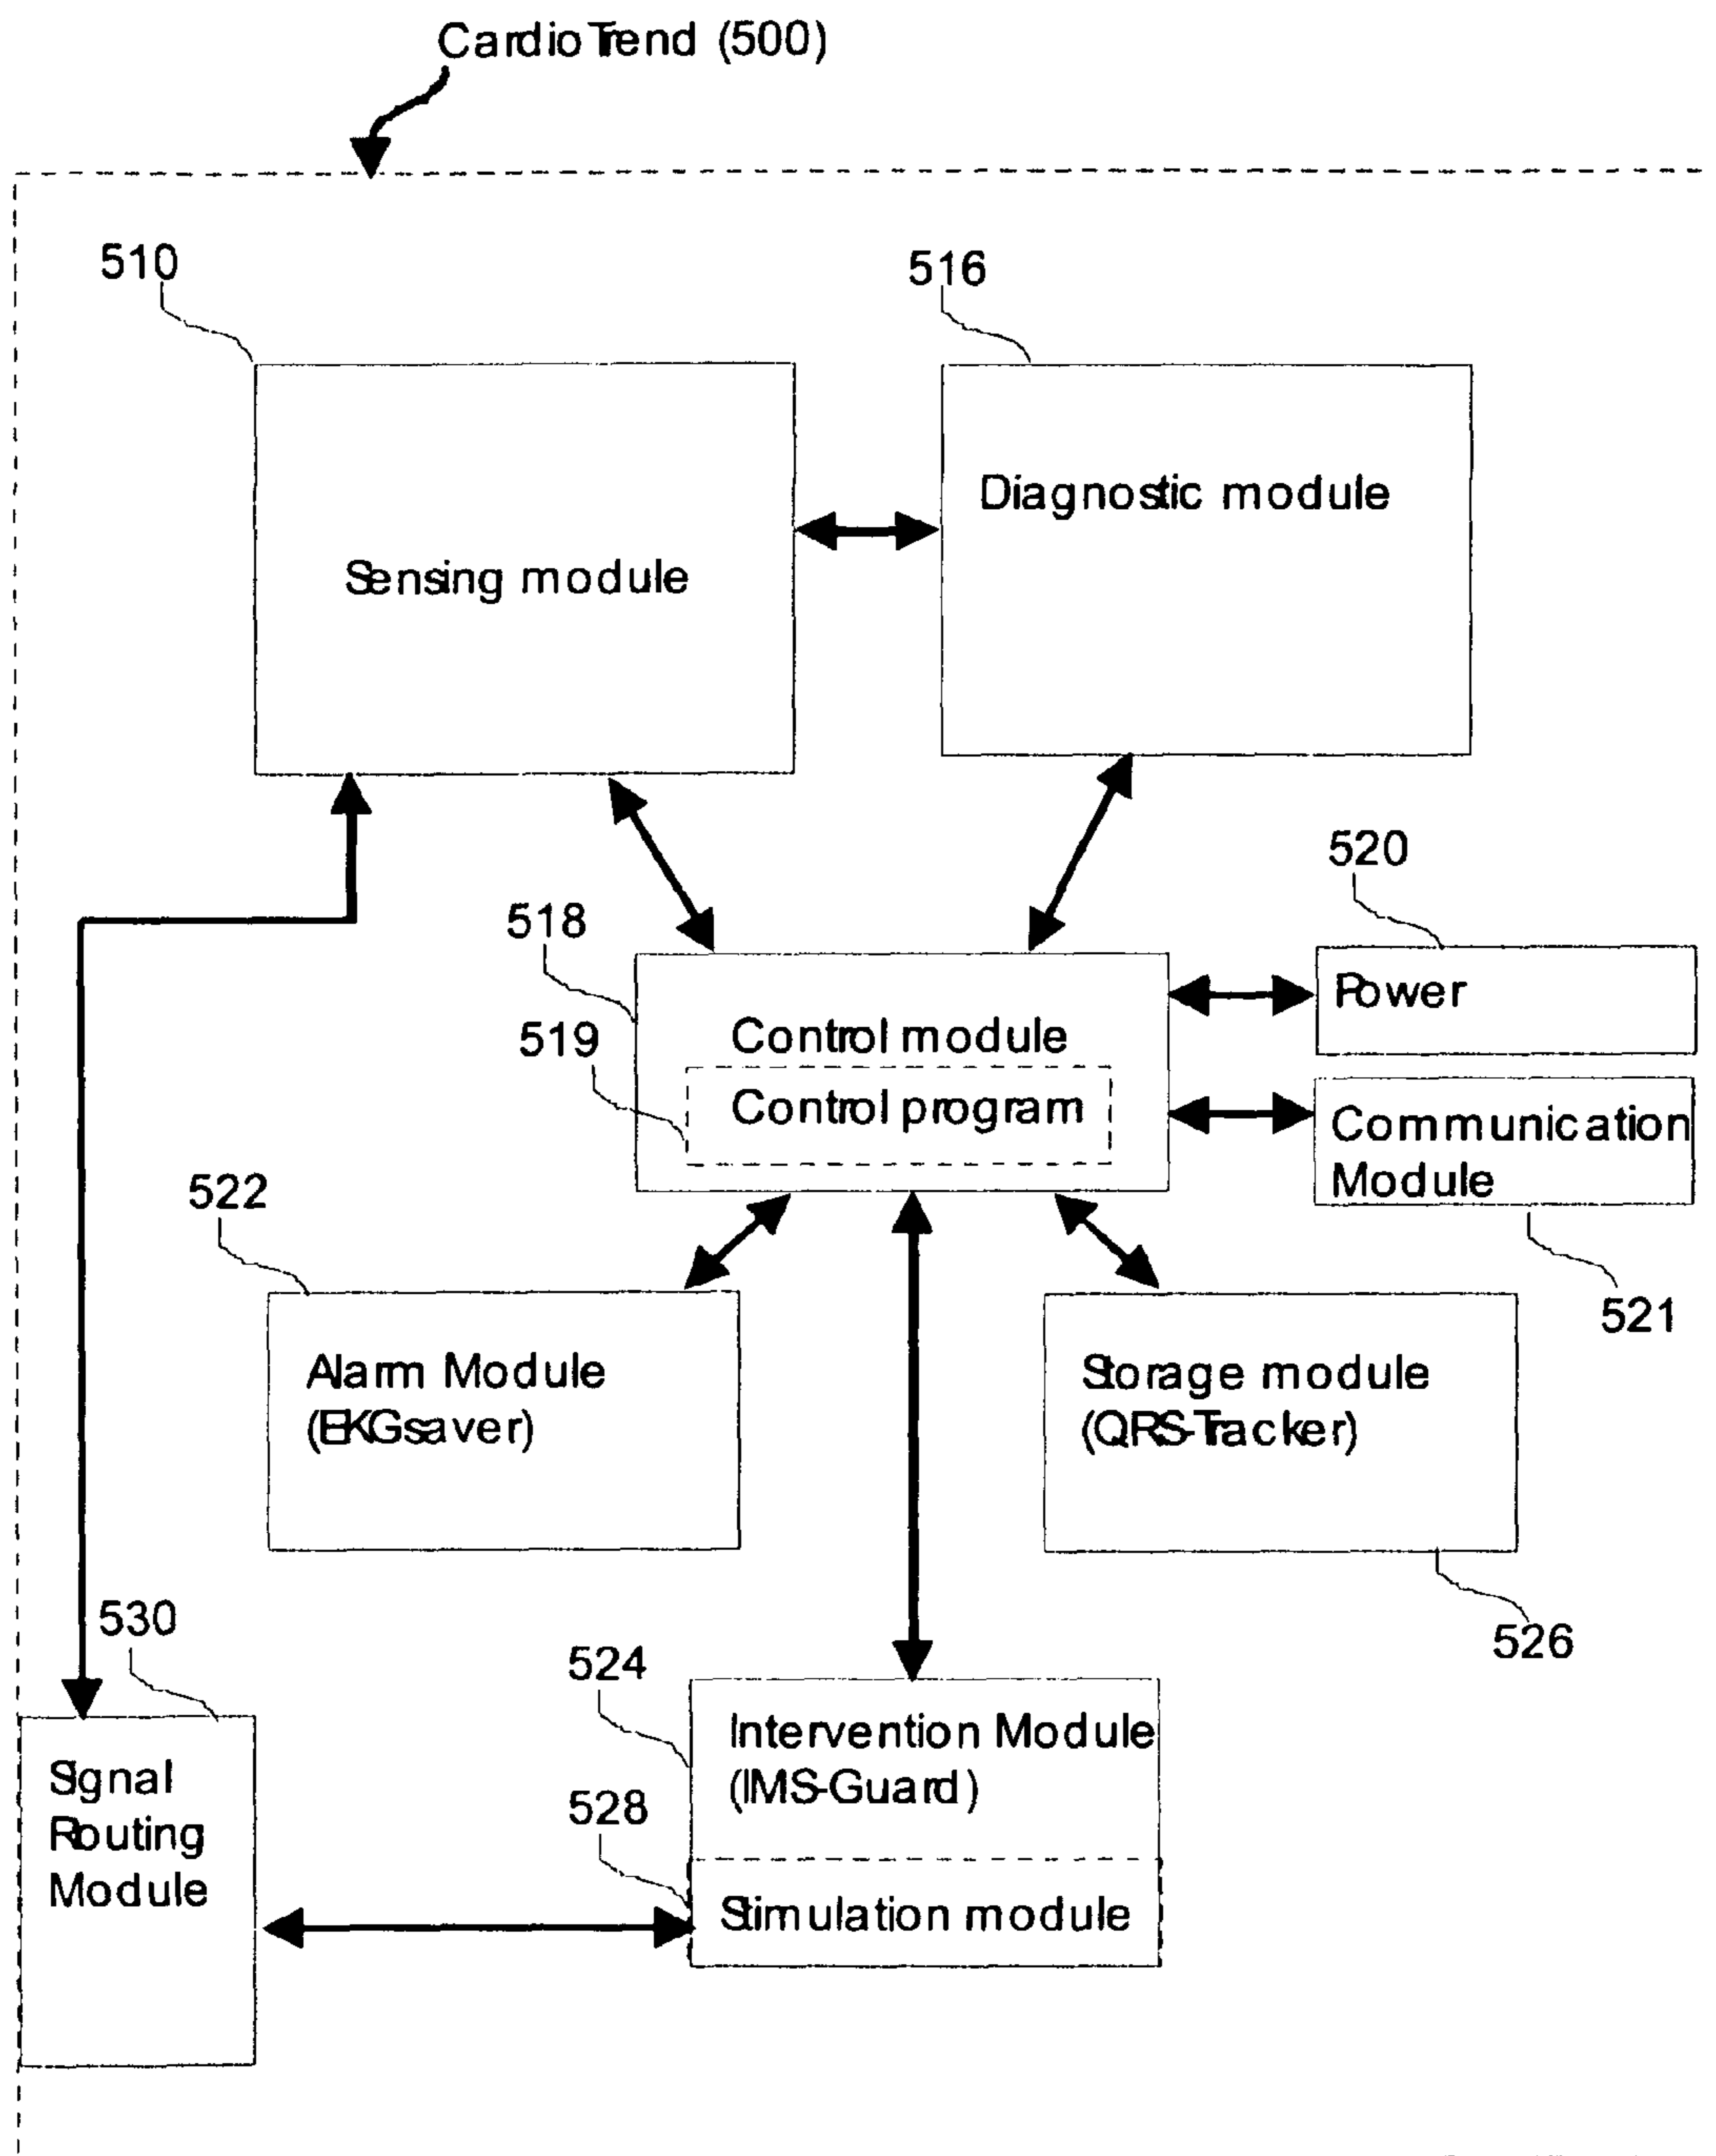 CardioTrend (500)
510
516
Diagnostic module
Sensing module
520
518
Power
519
Control module
Control program
Communication
Module
522
521
Alarm Module
(EKGsaver)
Storage module
(QRS-Tracker)
530
526
524
Intervention Module
(IMS-Guard)
Signal
Routing
Module
528
Stimulation module